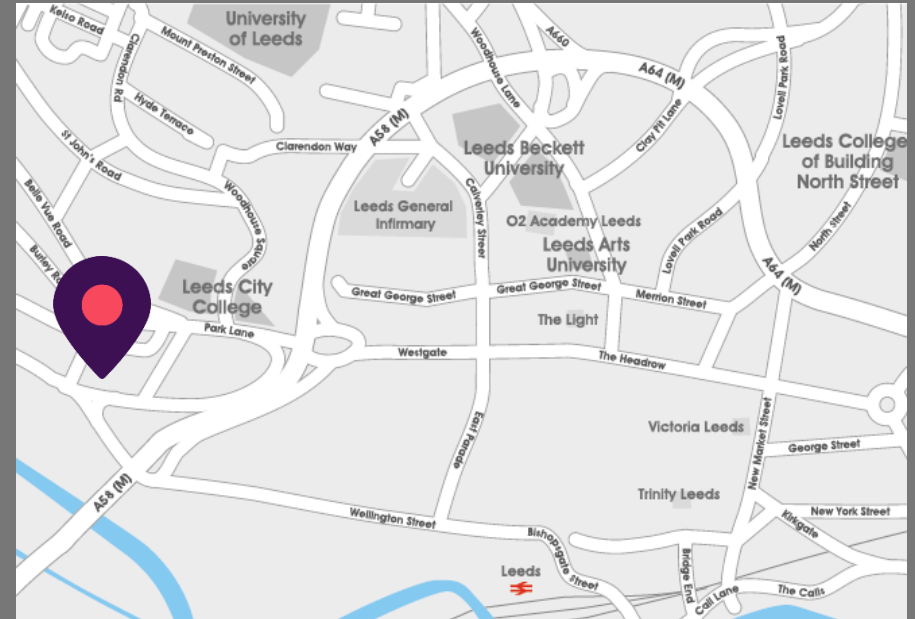 Kelso Road
University
of Leeds
Mount Preston Street
Clarendon Rd
Woodhouse Lane
A660
A64 (M)
Lovell Park Road
Hyde Terrace
A58 (M)
Clay Pit Lane
St John's Road
Clarendon Way
Leeds Beckett
University
Leeds College
of Building
North Street
Belle Vue Road
Woodhouse Square
Leeds General
Infirmary
Calverley Streer
O2 Academy Leeds
Leeds Arts
University
Lovell Park Road
North street
Burley Ro
Leeds City
College
Great George Street
Great George Street
Merrion Street
A64 (M)
Park Lane
The Light
Westgate
The Headrow
East Parade
Victoria Leeds
New Market Street
George Street
A58 (M)
Trinity Leeds
Wellington Street
Kirkgate
New York Street
Bishopsgate Street
Leeds
Bridge End
Call Lane
The Calls